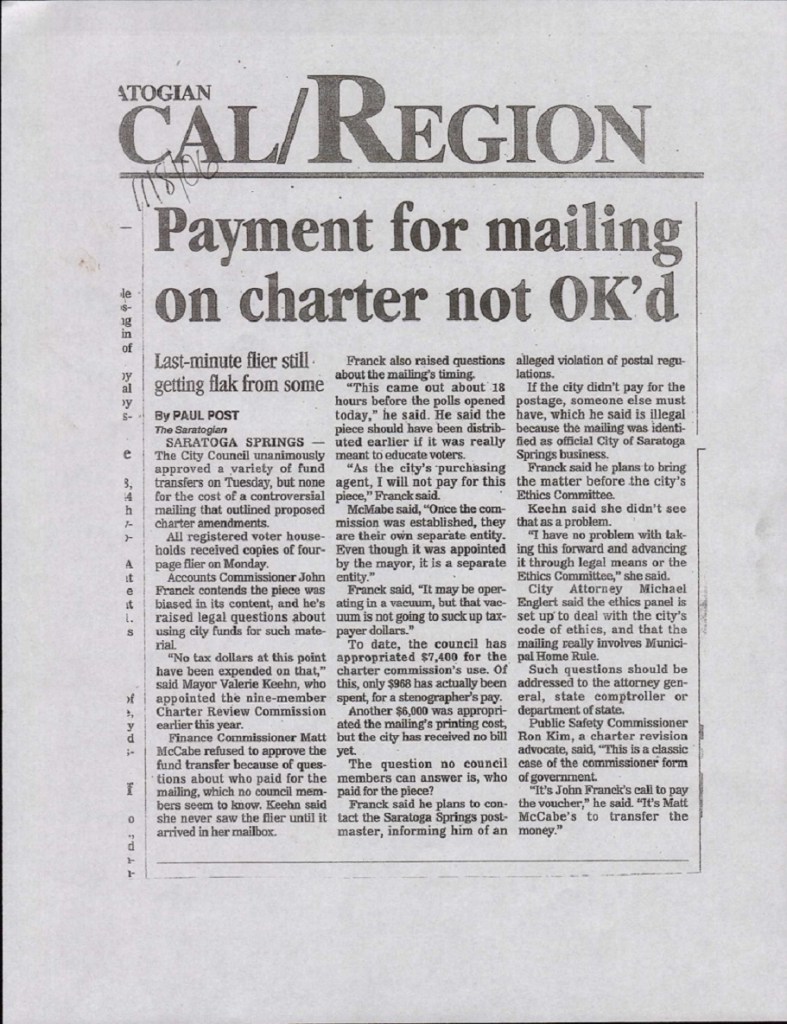 ATOGIAN
CAL/REGION
11/8/06
Payment for mailing
on charter not OK'd
Last-minute flier still
getting flak from some
By PAUL POST
The Saratogian
SARATOGA SPRINGS —
The City Council unanimously
approved a variety of fund
transfers on Tuesday, but none
for the cost of a controversial
mailing that outlined proposed
charter amendments.
All registered voter house-
holds received copies of four-
page flier on Monday.
Accounts Commissioner John
Franck contends the piece was
biased in its content, and he's
raised legal questions about
using city funds for such mate-
rial.
"No tax dollars at this point
have been expended on that,"
said Mayor Valerie Keehn, who
appointed the nine-member
Charter Review Commission
earlier this year.
Finance Commissioner Matt
McCabe refused to approve the
fund transfer because of ques-
tions about who paid for the
mailing, which no council mem-
bers seem to know. Keehn said
she never saw the flier until it
arrived in her mailbox.
Franck also raised questions
about the mailing's timing.
"This came out about 18
hours before the polls opened
today," he said. He said the
piece should have been distrib-
uted earlier if it was really
meant to educate voters.
"As the city's purchasing
agent, I will not pay for this
piece," Franck said.
McMabe said, "Once the com-
mission was established, they
are their own separate entity.
Even though it was appointed
by the mayor, it is a separate
entity."
Franck said, "It may be oper-
ating in a vacuum, but that vac-
uum is not going to suck up tax-
payer dollars."
To date, the council has
appropriated $7,400 for the
charter commission's use. Of
this, only $968 has actually been
spent, for a stenographer's pay.
Another $6,000 was appropri-
ated the mailing's printing cost,
but the city has received no bill
yet.
The question no council
members can answer is, who
paid for the piece?
Franck said he plans to con-
tact the Saratoga Springs post-
master, informing him of an
alleged violation of postal regu-
lations.
If the city didn't pay for the
postage, someone else must
have, which he said is illegal
because the mailing was identi-
fied as official City of Saratoga
Springs business.
Franck said he plans to bring
the matter before the city's
Ethics Committee.
Keehn said she didn't see
that as a problem.
"I have no problem with tak-
ing this forward and advancing
it through legal means or the
Ethics Committee," she said.
City Attorney Michael
Englert said the ethics panel is
set up to deal with the city's
code of ethics, and that the
mailing really involves Munici-
pal Home Rule.
Such questions should be
addressed to the attorney gen-
eral, state comptroller or
department of state.
Public Safety Commissioner
Ron Kim, a charter revision
advocate, said, "This is a classic
case of the commissioner form
of government.
"It's John Franck's call to pay
the voucher," he said. "It's Matt
McCabe's to transfer the
money."